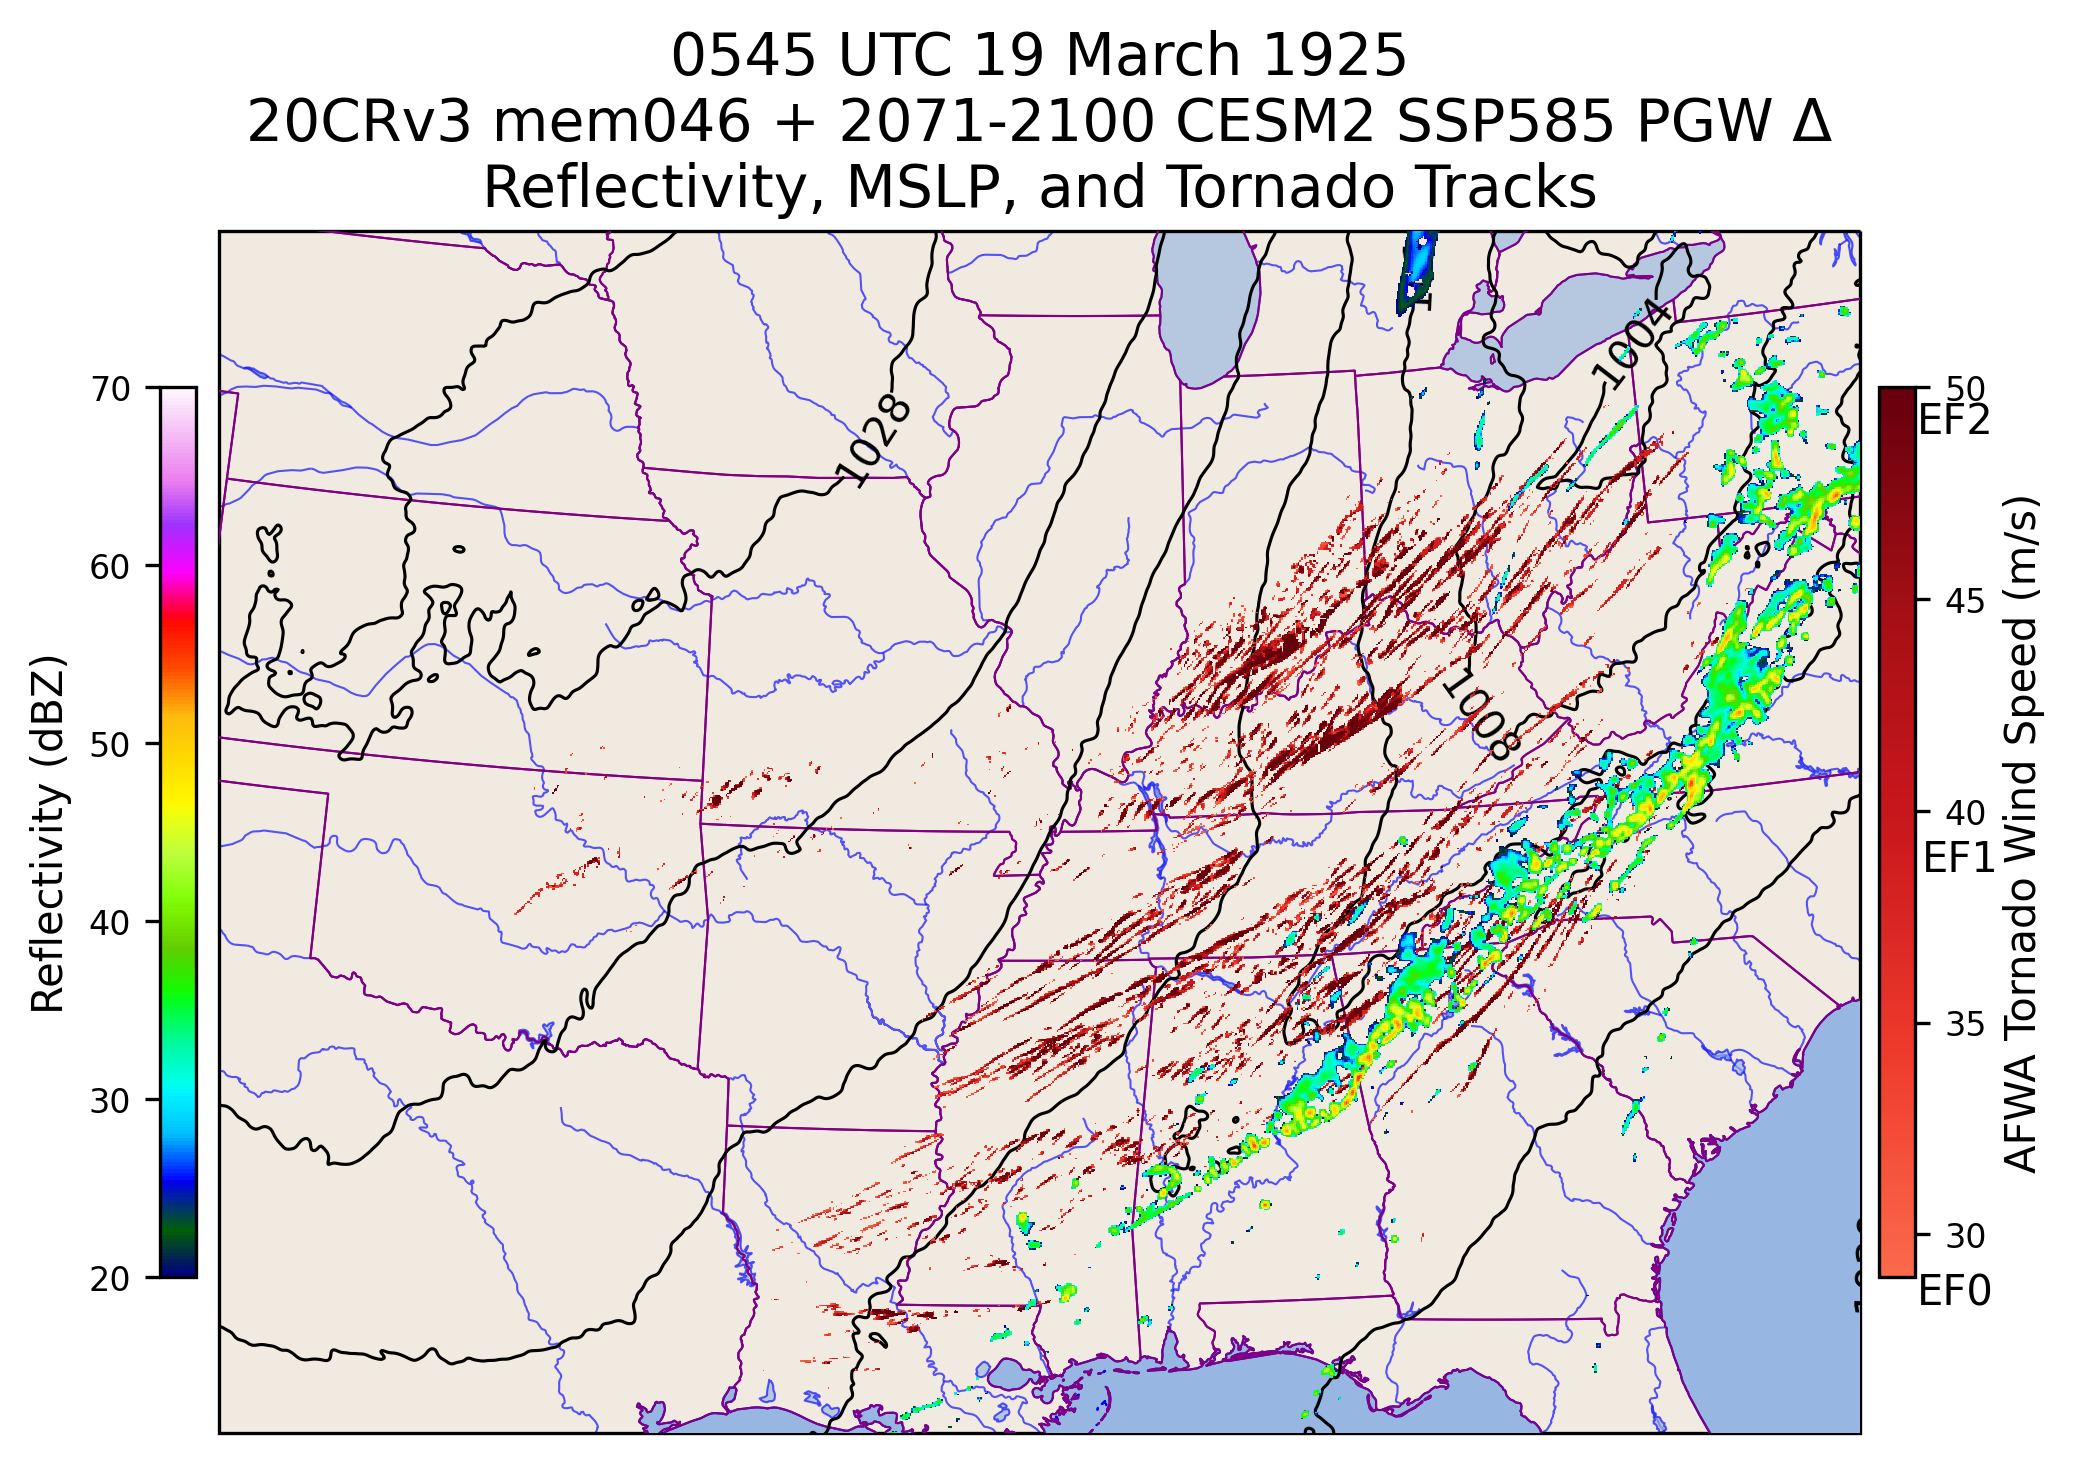 0545 UTC 19 March 1925
20CRv3 mem046 + 2071-2100 CESM2 SSP585 PGW Δ
Reflectivity, MSLP, and Tornado Tracks
Reflectivity (dBZ)
70
60
50
40
30
20
1028
1004
1008
50
EF2
45
40
EF1
35
30
EF0
AFWA Tornado Wind Speed (m/s)